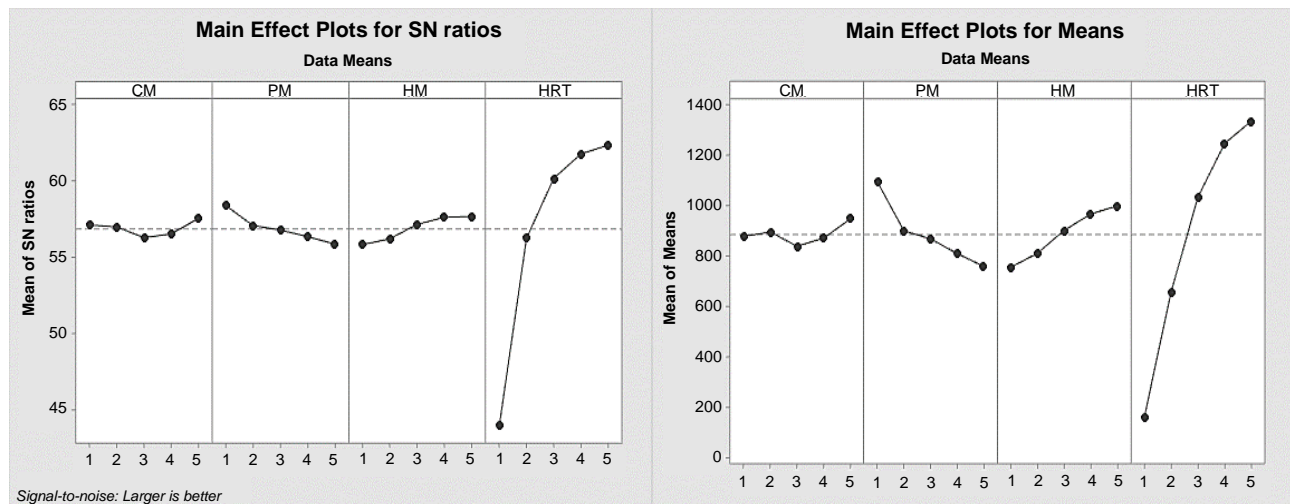 Main Effect Plots for SN ratios
Data Means
CM PM HM HRT
65
60
55
50
45
Mean of SN ratios
1 2 3 4 5 1 2 3 4 5 1 2 3 4 5 1 2 3 4 5
Signal-to-noise: Larger is better
Main Effect Plots for Means
Data Means
CM PM HM HRT
1400
1200
1000
800
600
400
200
0
Mean of Means
1 2 3 4 5 1 2 3 4 5 1 2 3 4 5 1 2 3 4 5